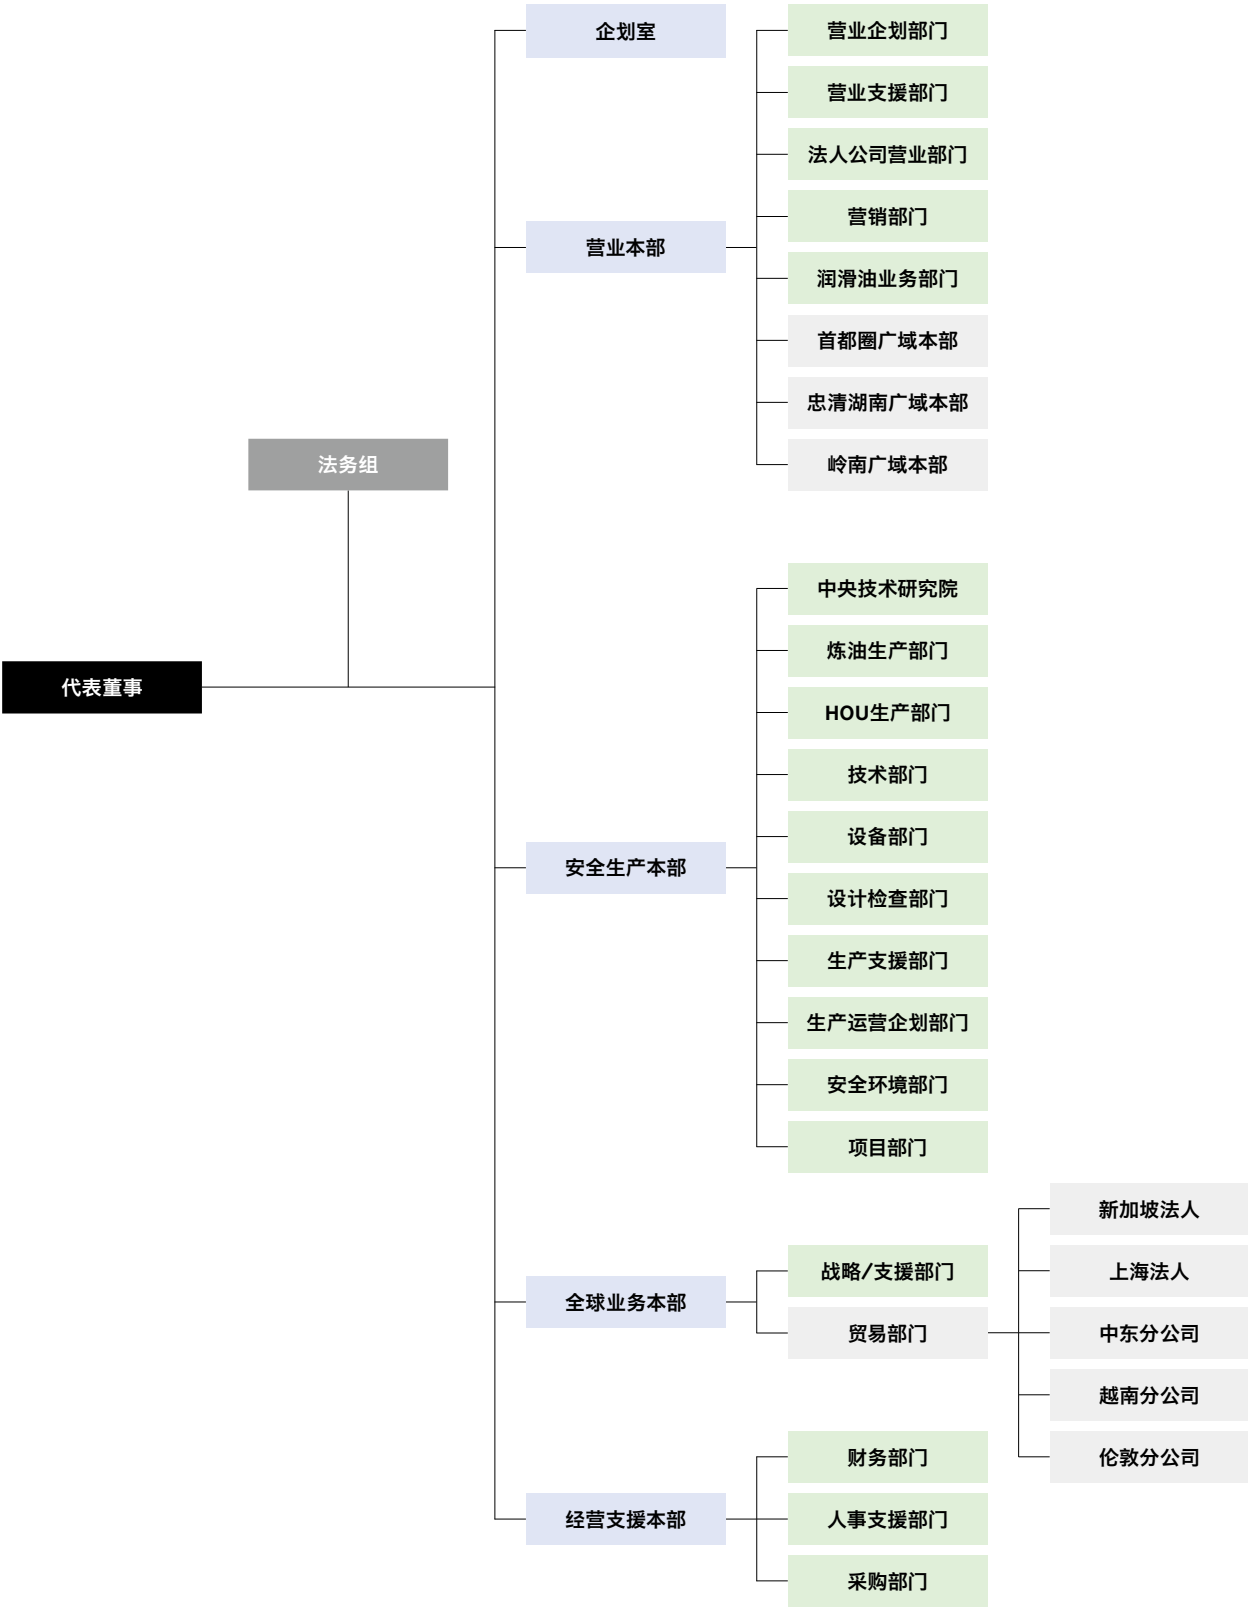 企划室
营业企划部门
营业支援部门
法人公司营业部门
营销部门
营业本部
润滑油业务部门
首都圈广域本部
忠清湖南广域本部
岭南广域本部
法务组
中央技术研究院
炼油生产部门
代表董事
HOU生产部门
技术部门
设备部门
安全生产本部
设计检查部门
生产支援部门
生产运营企划部门
安全环境部门
项目部门
新加坡法人
战略/支援部门
上海法人
全球业务本部
贸易部门
中东分公司
越南分公司
财务部门
伦敦分公司
经营支援本部
人事支援部门
采购部门